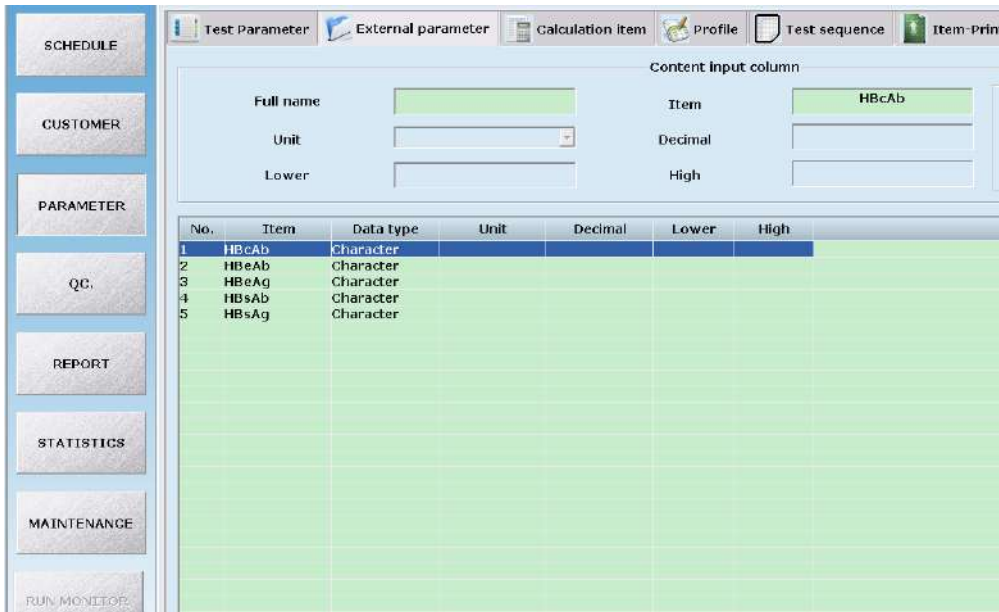 SCHEDULE
CUSTOMER
PARAMETER
QC.
REPORT
STATISTICS
MAINTENANCE
RUN MONITOR
Test Parameter External parameter Calculation item Profile Test sequence Item-Prin
Content input column
Full name Item HBcAb
Unit Decimal
Lower High
No. Item Data type Unit Decimal Lower High
1 HBcAb Character
2 HBeAb Character
3 HBeAg Character
4 HBsAb Character
5 HBsAg Character